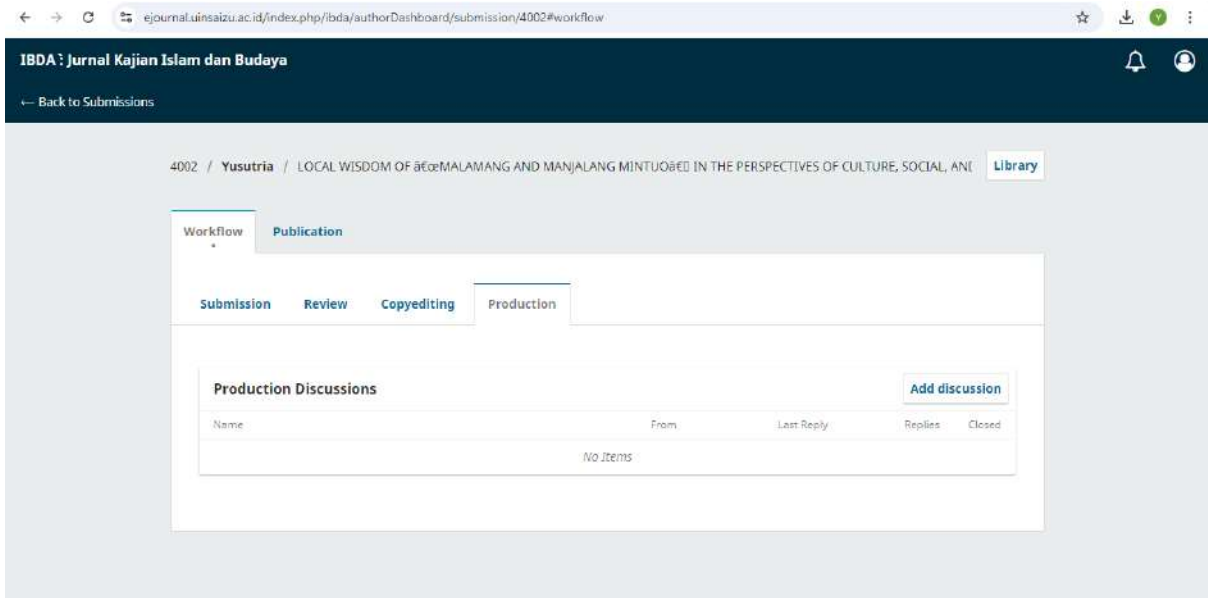 ejournal.uinsaizu.ac.id/index.php/ibda/authorDashboard/submission/4002#workflow
Y
IBDA`: Jurnal Kajian Islam dan Budaya
← Back to Submissions
4002 / Yusutria / LOCAL WISDOM OF â€œMALAMANG AND MANJALANG MINTUOâ€ IN THE PERSPECTIVES OF CULTURE, SOCIAL, AND
Library
Workflow Publication
Submission Review Copyediting Production
Production Discussions Add discussion
Name From Last Reply Replies Closed
No Items